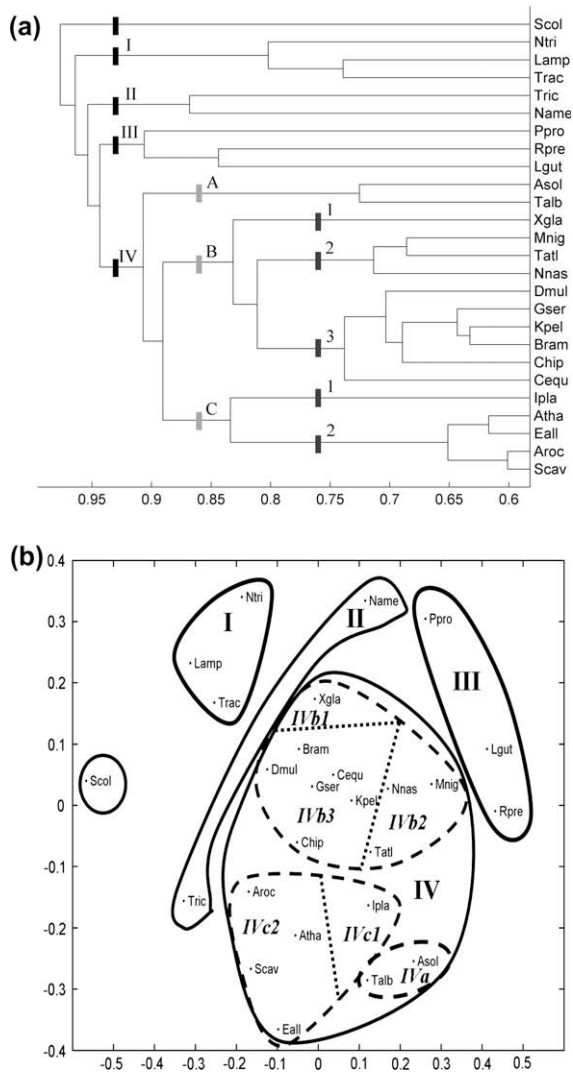 (a)
Scol
Ntri
I
Lamp
Trac
Tric
II
Name
Ppro
III
Rpre
Lgut
Asol
A
Talb
Xgla
1
Mnig
Tatl
2
Nnas
IV
B
Dmul
Gser
Kpel
3
Bram
Chip
Cequ
1
Ipla
C
Atha
2
Eall
Aroc
Scav
0.95 0.9 0.85 0.8 0.75 0.7 0.65 0.6
(b)
0.4
Ntri
II
Name
I
0.3
Ppro
Lamp
III
0.2
Trac
Xgla
IVb1
0.1
Bram
Lgut
Dmul
Cequ
Scol
Gser
Nnas
Mnig
0
Kpel
Rpre
IVb3
IVb2
Chip
Tatl
-0.1
IV
Aroc
Tric
Ipla
-0.2
IVc2
Atha
IVc1
Scav
Asol
IVa
Talb
-0.3
Eall
-0.4
-0.5 -0.4 -0.3 -0.2 -0.1 0 0.1 0.2 0.3 0.4 0.5